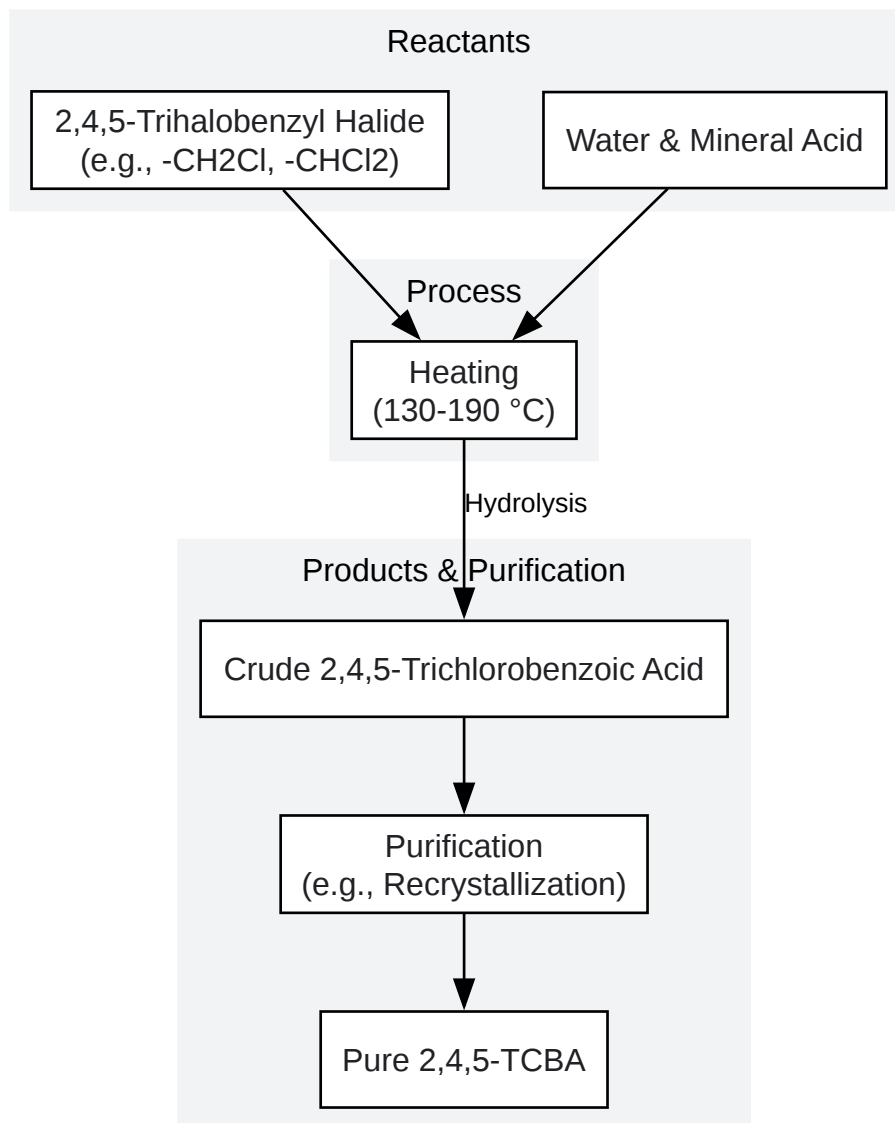 Reactants
2,4,5-Trihalobenzyl Halide
(e.g., -CH2Cl, -CHCl2)
Water & Mineral Acid
Process
Heating
(130-190 °C)
Hydrolysis
Products & Purification
Crude 2,4,5-Trichlorobenzoic Acid
Purification
(e.g., Recrystallization)
Pure 2,4,5-TCBA